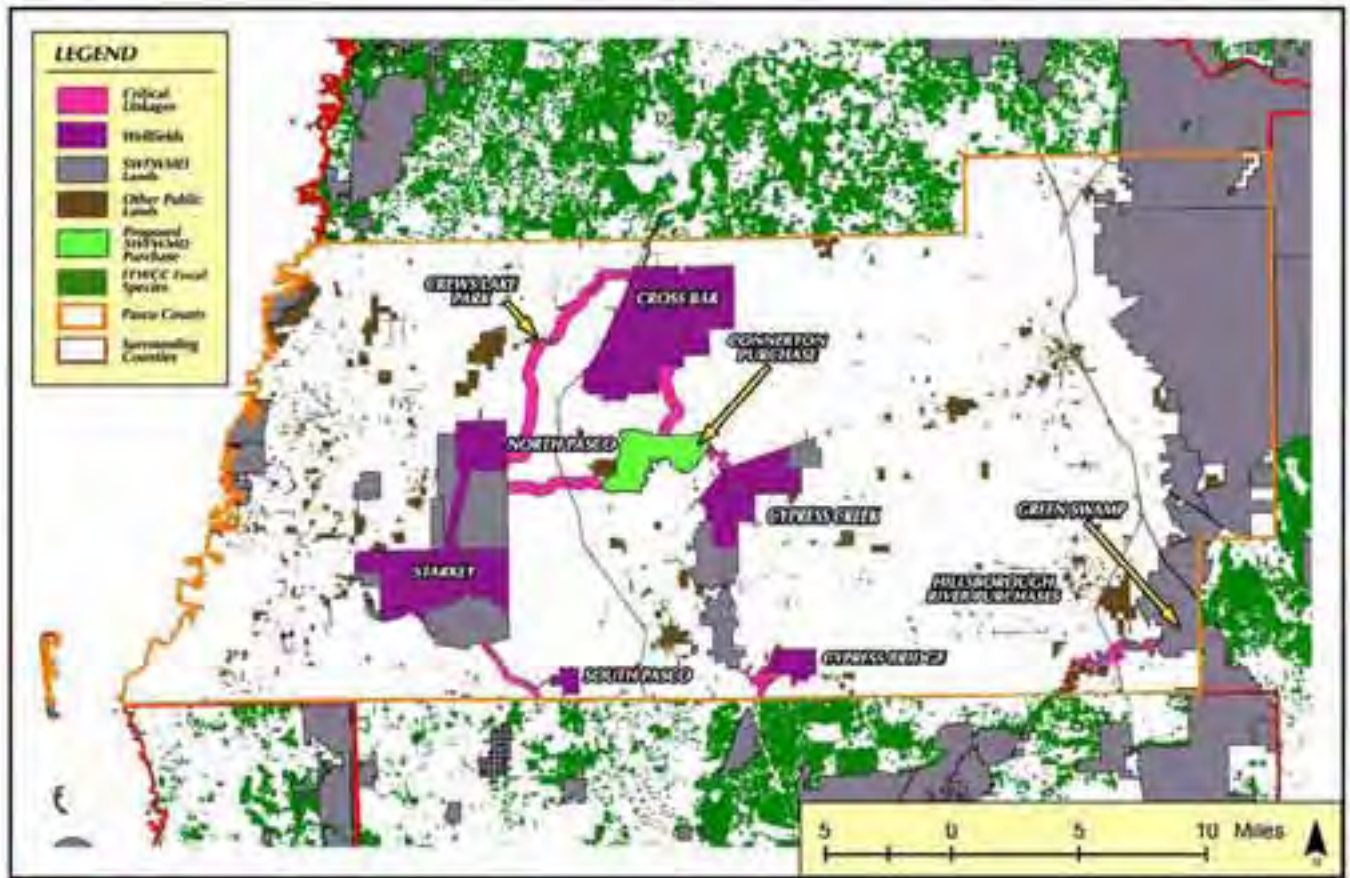 LEGEND
Critical
Linkages
Wellfields
SWFWMD
Lands
Other Public
Lands
Proposed
SWFWMD
Purchase
FFWCC Focal
Species
Pasco County
Surrounding
Counties
CREWS LAKE
PARK
CROSS BAR
CONNERTON
PURCHASE
NORTH PASCO
CYPRESS CREEK
GREEN SWAMP
STARKEY
HILLSBOROUGH
RIVER PURCHASES
CYPRESS BRIDGE
SOUTH PASCO
5 0 5 10 Miles